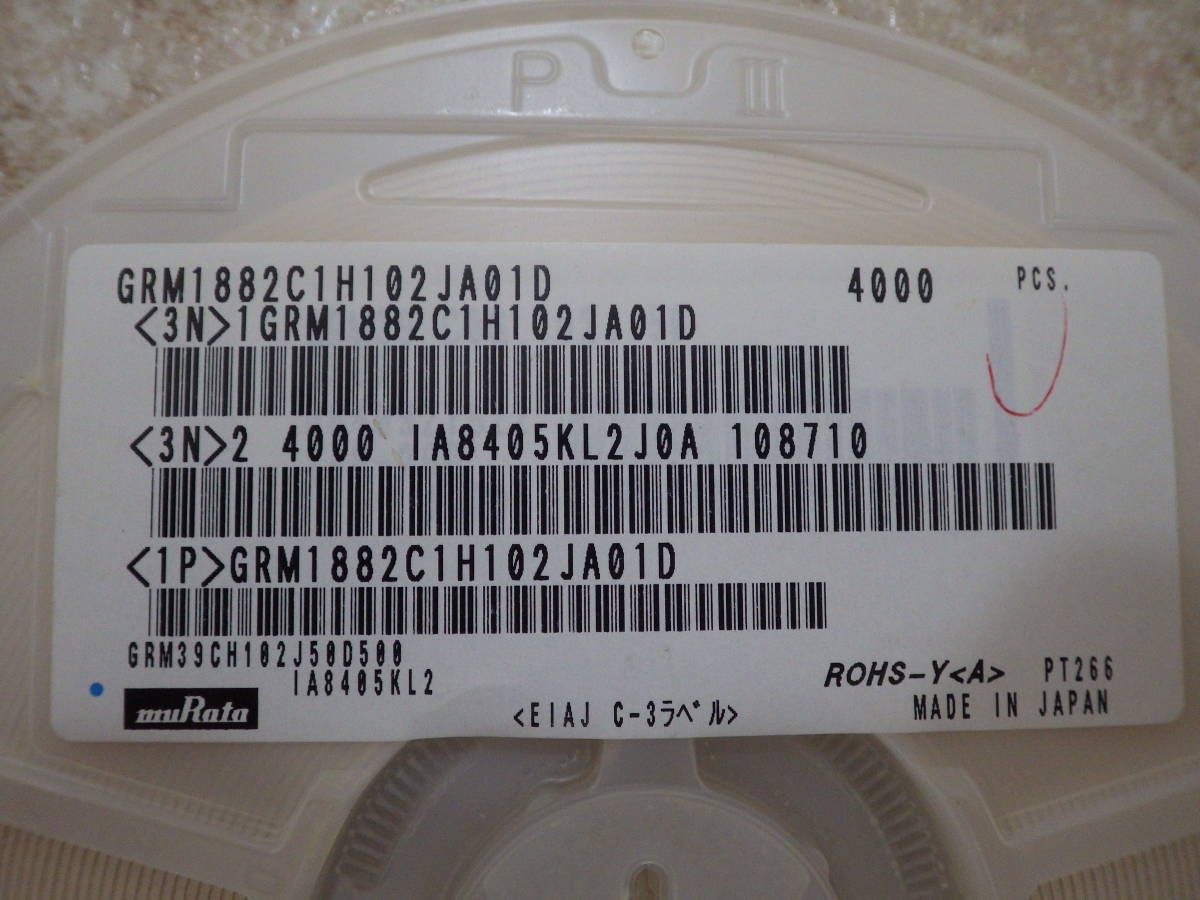 P III
GRM1882C1H102JA01D 4000 PCS.
<3N>1GRM1882C1H102JA01D
<3N>2 4000 IA8405KL2J0A 108710
<1P>GRM1882C1H102JA01D
GRM39CH102J50D500
IA8405KL2
ROHS-Y<A> PT266
muRata <EIAJ C-3ラベル> MADE IN JAPAN